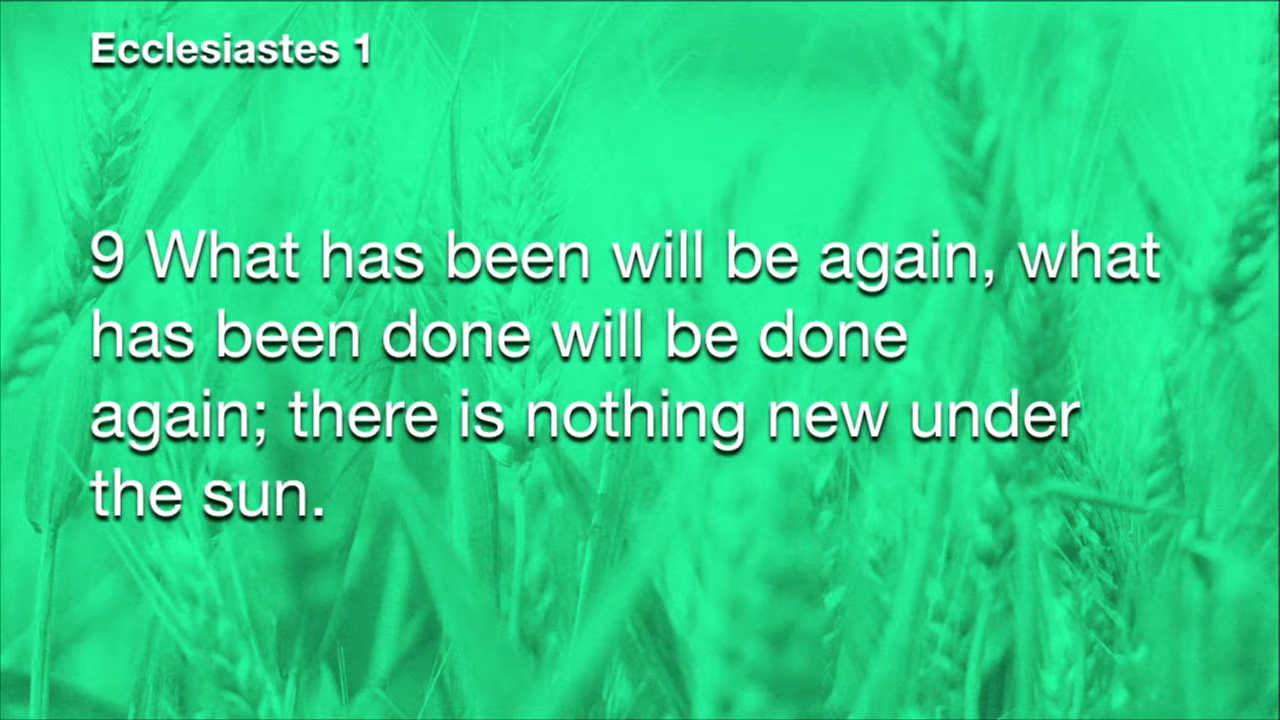 Ecclesiastes 1
9 What has been will be again, what
has been done will be done
again; there is nothing new under
the sun.